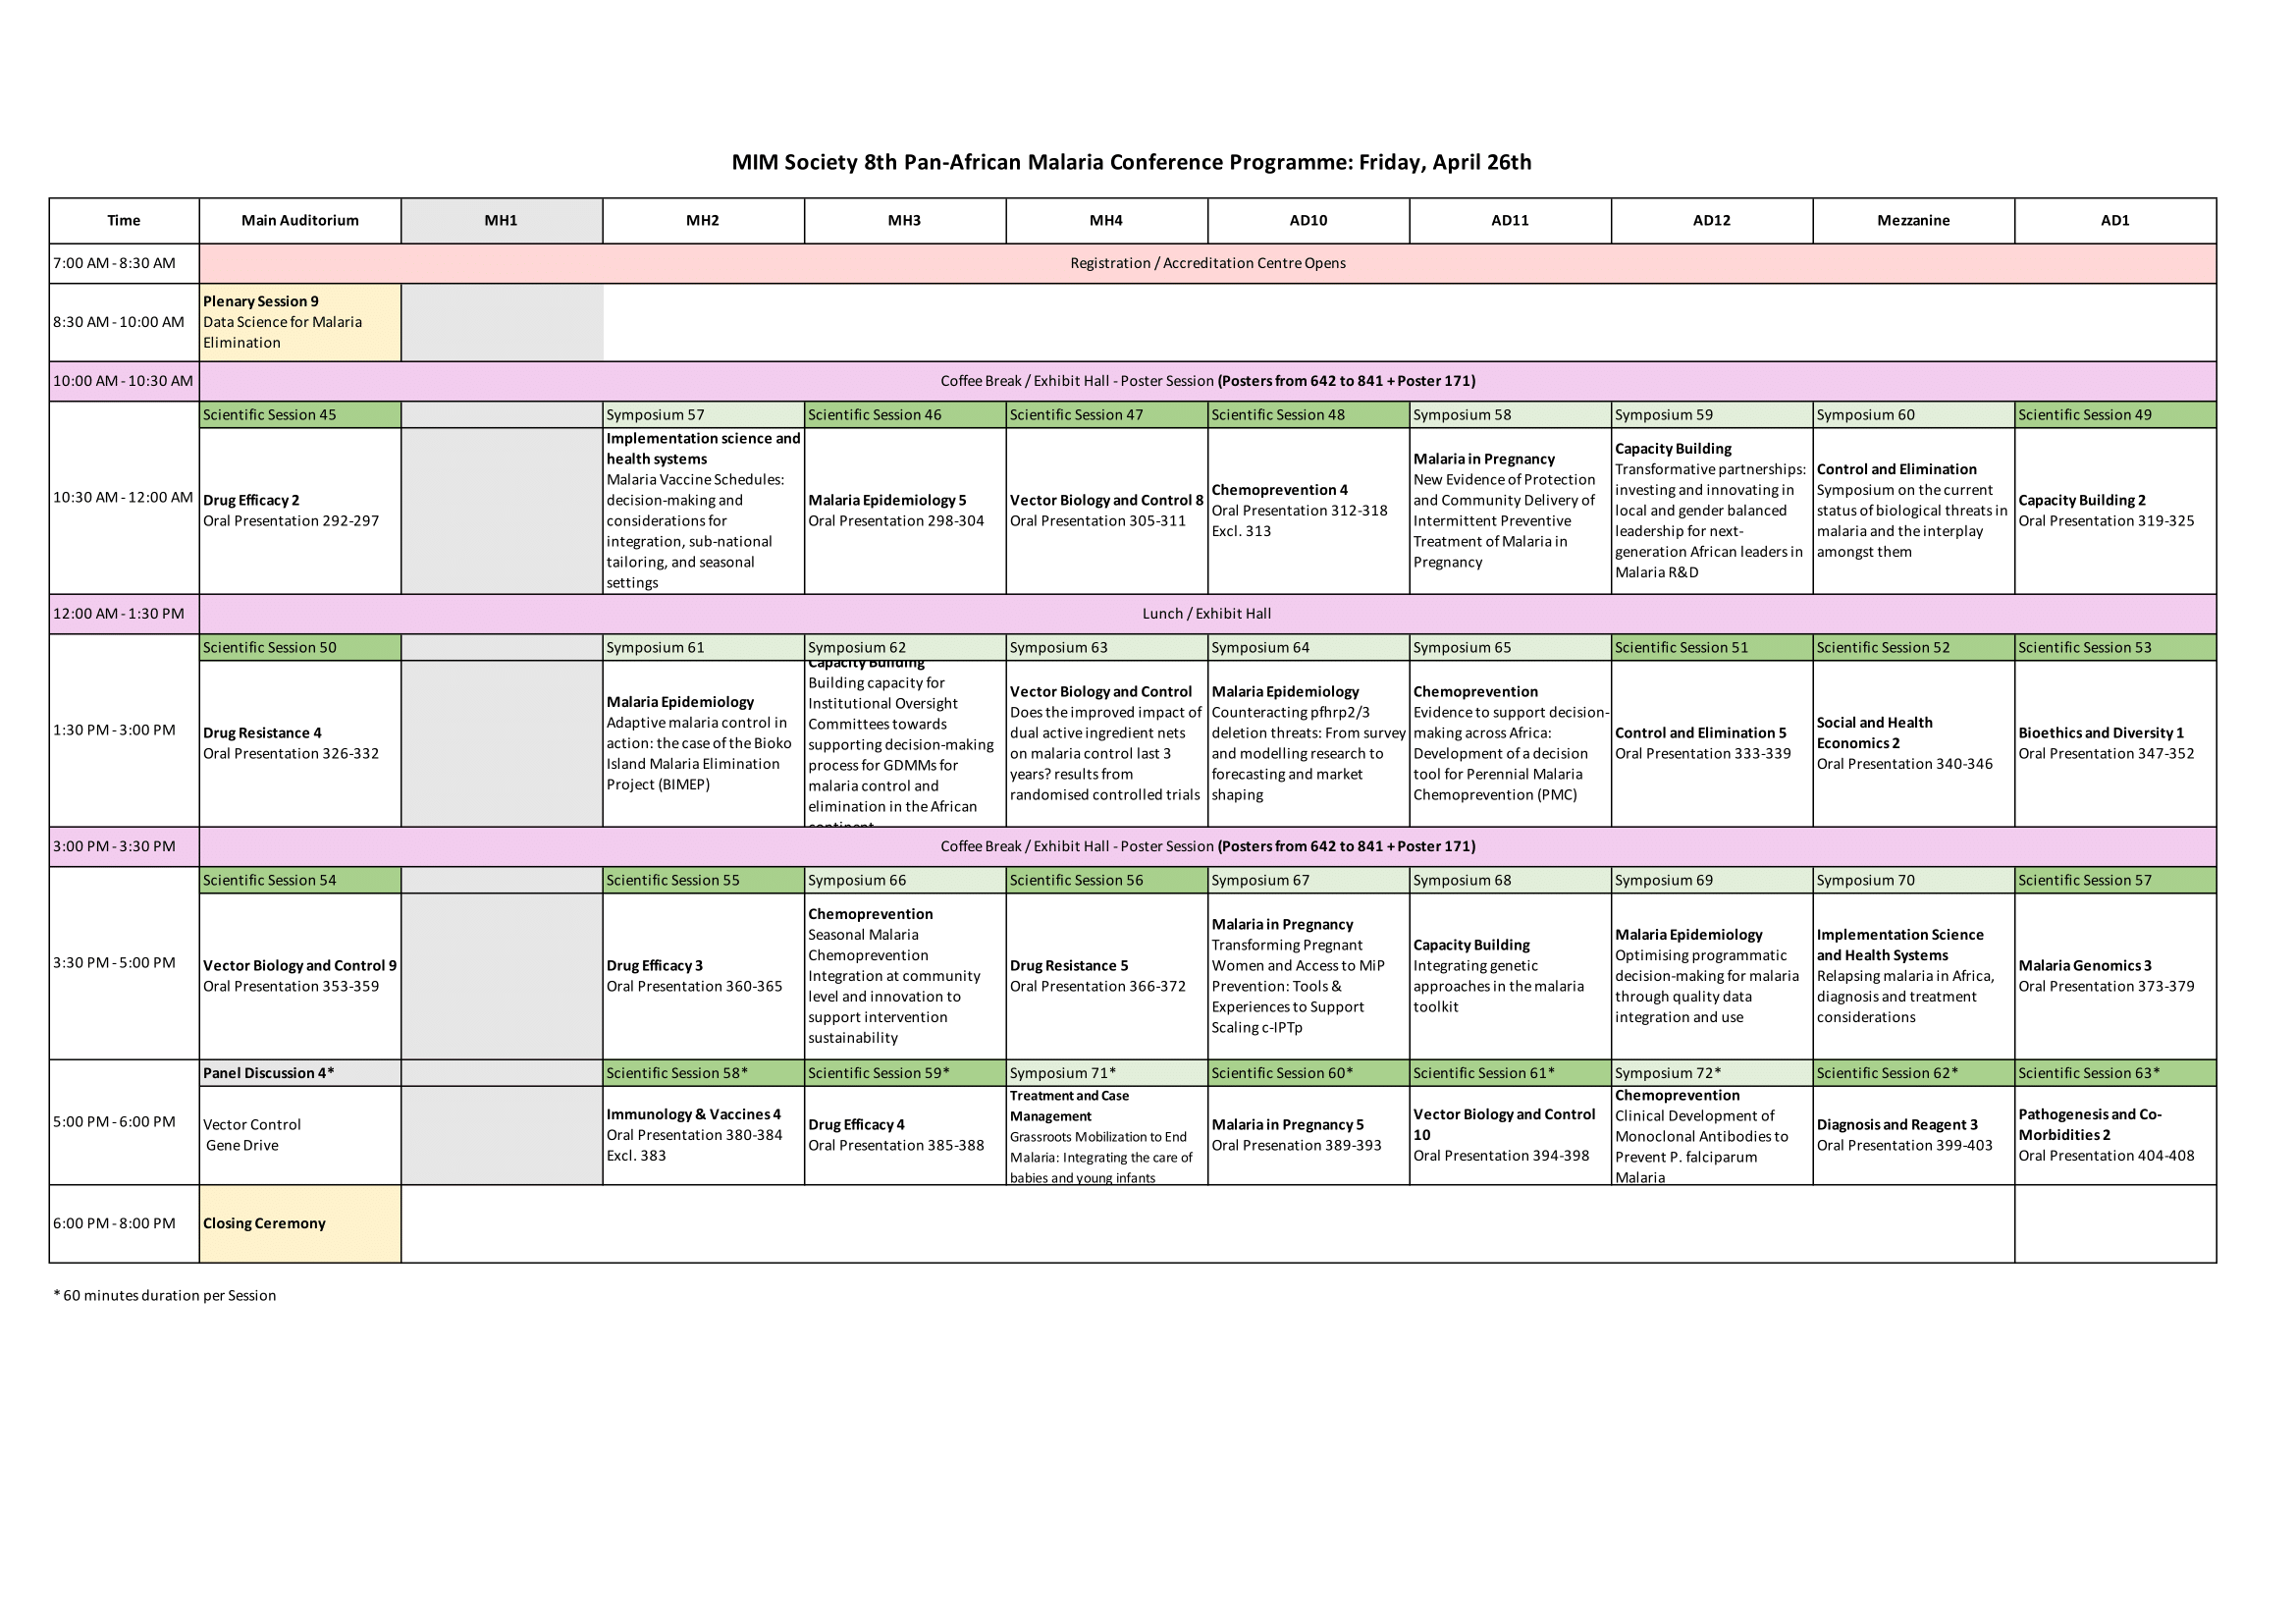 MIM Society 8th Pan-African Malaria Conference Programme: Friday, April 26th
Time
Main Auditorium
MH1
MH2
MH3
MH4
AD10
AD11
AD12
Mezzanine
AD1
7:00 AM - 8:30 AM
Registration / Accreditation Centre Opens
8:30 AM - 10:00 AM
Plenary Session 9
Data Science for Malaria
Elimination
10:00 AM - 10:30 AM
Coffee Break / Exhibit Hall - Poster Session (Posters from 642 to 841 + Poster 171)
10:30 AM - 12:00 AM
Scientific Session 45
Drug Efficacy 2
Oral Presentation 292-297
Symposium 57
Implementation science and
health systems
Malaria Vaccine Schedules:
decision-making and
considerations for
integration, sub-national
tailoring, and seasonal
settings
Scientific Session 46
Malaria Epidemiology 5
Oral Presentation 298-304
Scientific Session 47
Vector Biology and Control 8
Oral Presentation 305-311
Scientific Session 48
Chemoprevention 4
Oral Presentation 312-318
Excl. 313
Symposium 58
Malaria in Pregnancy
New Evidence of Protection
and Community Delivery of
Intermittent Preventive
Treatment of Malaria in
Pregnancy
Symposium 59
Capacity Building
Transformative partnerships:
investing and innovating in
local and gender balanced
leadership for next-
generation African leaders in
Malaria R&D
Symposium 60
Control and Elimination
Symposium on the current
status of biological threats in
malaria and the interplay
amongst them
Scientific Session 49
Capacity Building 2
Oral Presentation 319-325
12:00 AM - 1:30 PM
Lunch / Exhibit Hall
1:30 PM - 3:00 PM
Scientific Session 50
Drug Resistance 4
Oral Presentation 326-332
Symposium 61
Malaria Epidemiology
Adaptive malaria control in
action: the case of the Bioko
Island Malaria Elimination
Project (BIMEP)
Symposium 62
Capacity Building
Building capacity for
Institutional Oversight
Committees towards
supporting decision-making
process for GDMMs for
malaria control and
elimination in the African
continent
Symposium 63
Vector Biology and Control
Does the improved impact of
dual active ingredient nets
on malaria control last 3
years? results from
randomised controlled trials
Symposium 64
Malaria Epidemiology
Counteracting pfhrp2/3
deletion threats: From survey
and modelling research to
forecasting and market
shaping
Symposium 65
Chemoprevention
Evidence to support decision-
making across Africa:
Development of a decision
tool for Perennial Malaria
Chemoprevention (PMC)
Scientific Session 51
Control and Elimination 5
Oral Presentation 333-339
Scientific Session 52
Social and Health
Economics 2
Oral Presentation 340-346
Scientific Session 53
Bioethics and Diversity 1
Oral Presentation 347-352
3:00 PM - 3:30 PM
Coffee Break / Exhibit Hall - Poster Session (Posters from 642 to 841 + Poster 171)
3:30 PM - 5:00 PM
Scientific Session 54
Vector Biology and Control 9
Oral Presentation 353-359
Scientific Session 55
Drug Efficacy 3
Oral Presentation 360-365
Symposium 66
Chemoprevention
Seasonal Malaria
Chemoprevention
Integration at community
level and innovation to
support intervention
sustainability
Scientific Session 56
Drug Resistance 5
Oral Presentation 366-372
Symposium 67
Malaria in Pregnancy
Transforming Pregnant
Women and Access to MiP
Prevention: Tools &
Experiences to Support
Scaling c-IPTp
Symposium 68
Capacity Building
Integrating genetic
approaches in the malaria
toolkit
Symposium 69
Malaria Epidemiology
Optimising programmatic
decision-making for malaria
through quality data
integration and use
Symposium 70
Implementation Science
and Health Systems
Relapsing malaria in Africa,
diagnosis and treatment
considerations
Scientific Session 57
Malaria Genomics 3
Oral Presentation 373-379
5:00 PM - 6:00 PM
Panel Discussion 4*
Vector Control
Gene Drive
Scientific Session 58*
Immunology & Vaccines 4
Oral Presentation 380-384
Excl. 383
Scientific Session 59*
Drug Efficacy 4
Oral Presentation 385-388
Symposium 71*
Treatment and Case
Management
Grassroots Mobilization to End
Malaria: Integrating the care of
babies and young infants
Scientific Session 60*
Malaria in Pregnancy 5
Oral Presenation 389-393
Scientific Session 61*
Vector Biology and Control
10
Oral Presentation 394-398
Symposium 72*
Chemoprevention
Clinical Development of
Monoclonal Antibodies to
Prevent P. falciparum
Malaria
Scientific Session 62*
Diagnosis and Reagent 3
Oral Presentation 399-403
Scientific Session 63*
Pathogenesis and Co-
Morbidities 2
Oral Presentation 404-408
6:00 PM - 8:00 PM
Closing Ceremony
* 60 minutes duration per Session